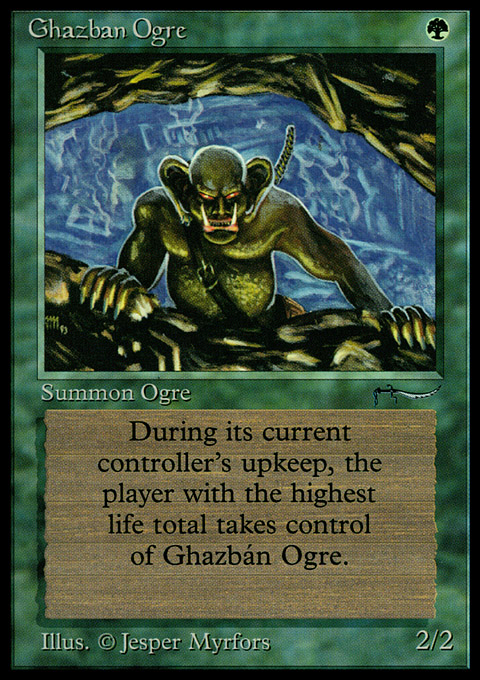 Ghazban Ogre
Summon Ogre
During its current
controller's upkeep, the
player with the highest
life total takes control
of Ghazbán Ogre.
Illus. © Jesper Myrfors
2/2